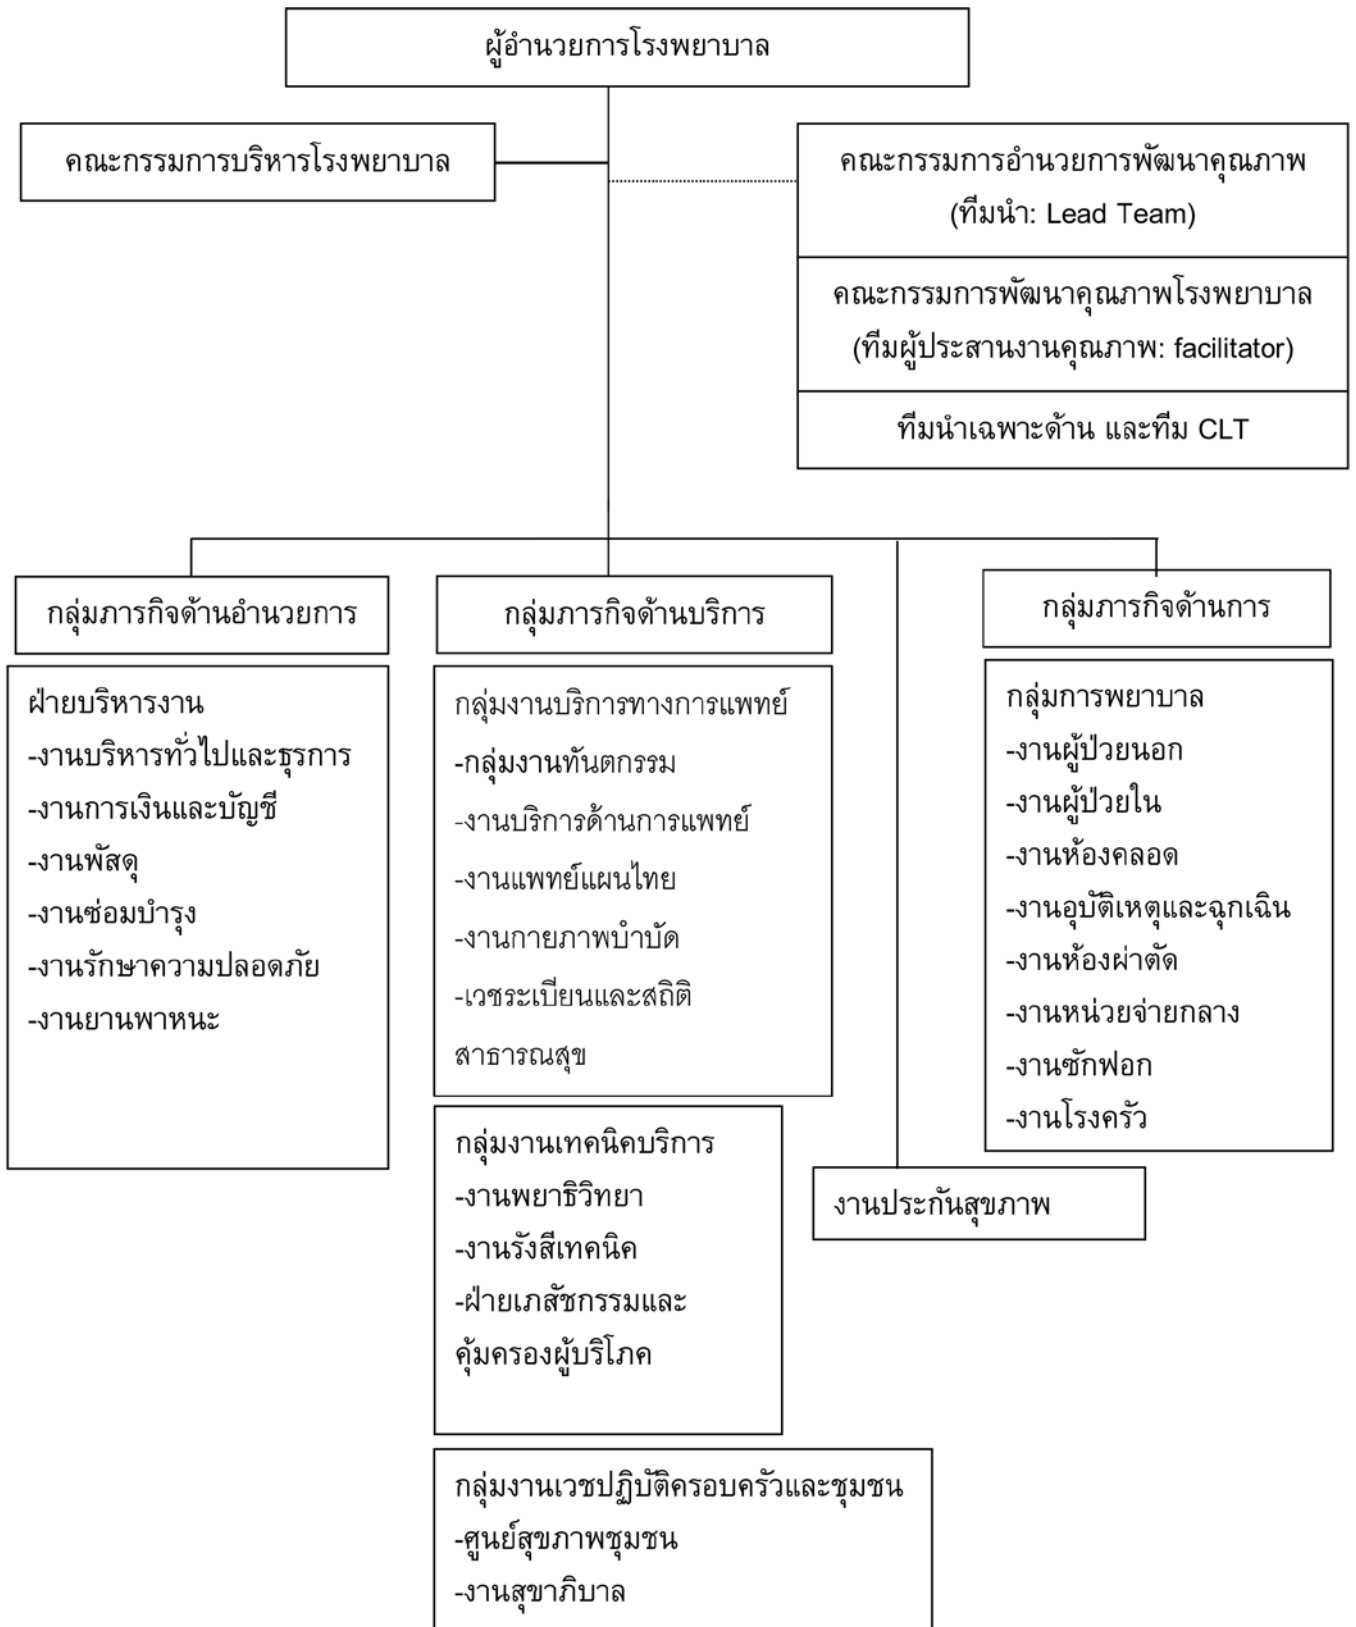 ผู้อำนวยการโรงพยาบาล
คณะกรรมการบริหารโรงพยาบาล
คณะกรรมการอำนวยการพัฒนาคุณภาพ
(ทีมนำ: Lead Team)
คณะกรรมการพัฒนาคุณภาพโรงพยาบาล
(ทีมผู้ประสานงานคุณภาพ: facilitator)
ทีมนำเฉพาะด้าน และทีม CLT
กลุ่มภารกิจด้านอำนวยการ
ฝ่ายบริหารงาน
-งานบริหารทั่วไปและธุรการ
-งานการเงินและบัญชี
-งานพัสดุ
-งานซ่อมบำรุง
-งานรักษาความปลอดภัย
-งานยานพาหนะ
กลุ่มภารกิจด้านบริการ
กลุ่มงานบริการทางการแพทย์
-กลุ่มงานทันตกรรม
-งานบริการด้านการแพทย์
-งานแพทย์แผนไทย
-งานกายภาพบำบัด
-เวชระเบียนและสถิติ
สาธารณสุข
กลุ่มงานเทคนิคบริการ
-งานพยาธิวิทยา
-งานรังสีเทคนิค
-ฝ่ายเภสัชกรรมและ
คุ้มครองผู้บริโภค
กลุ่มงานเวชปฏิบัติครอบครัวและชุมชน
-ศูนย์สุขภาพชุมชน
-งานสุขาภิบาล
งานประกันสุขภาพ
กลุ่มภารกิจด้านการ
กลุ่มการพยาบาล
-งานผู้ป่วยนอก
-งานผู้ป่วยใน
-งานห้องคลอด
-งานอุบัติเหตุและฉุกเฉิน
-งานห้องผ่าตัด
-งานหน่วยจ่ายกลาง
-งานซักฟอก
-งานโรงครัว